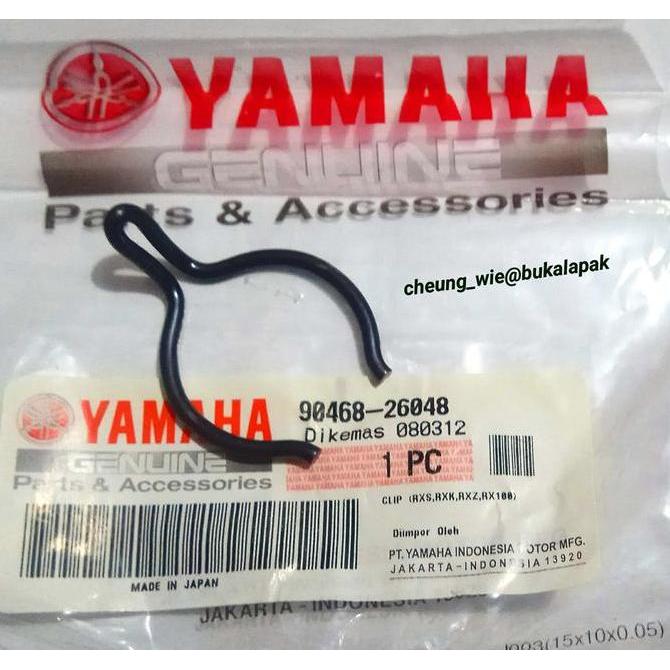 YAMAHA
GENUINE
Parts & Accessories
cheung_wie@bukalapak
YAMAHA
GENUINE
Parts & Accessories
90468-26048
Dikemas 080312
1 PC
CLIP (RXS,RXK,RXZ,RX100)
Diimpor Oleh
PT. YAMAHA INDONESIA MOTOR MFG.
JAKARTA-INDONESIA 13920
MADE IN JAPAN
JAKARTA - INDONESIA
(15x10x0.05)